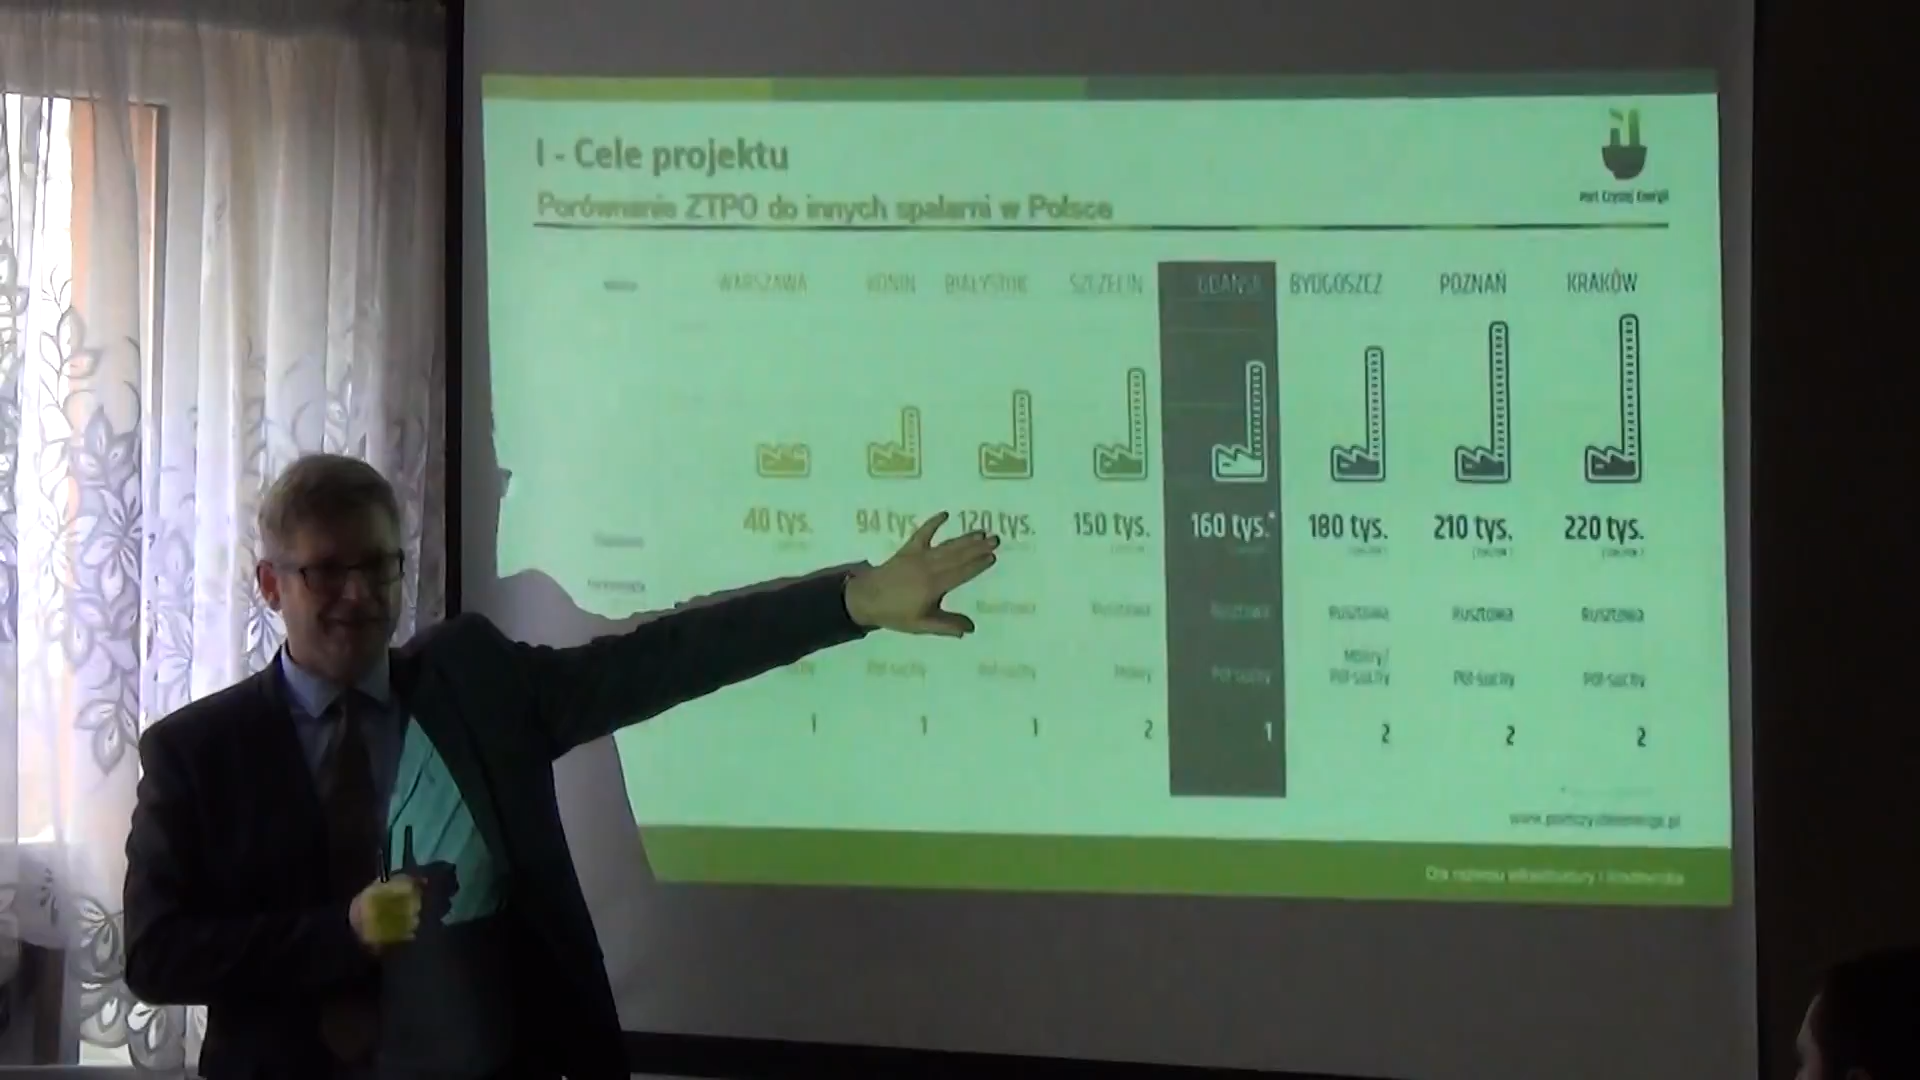 I - Cele projektu
Porównanie ZTPO do innych spalarni w Polsce
Port Czystej Energii
WARSZAWA KONIN BIAŁYSTOK SZCZECIN GDAŃSK BYDGOSZCZ POZNAŃ KRAKÓW
40 tys. 94 tys. 120 tys. 150 tys. 160 tys.* 180 tys. 210 tys. 220 tys.
Rusztowa Rusztowa Rusztowa Rusztowa Rusztowa Rusztowa
Pół-suchy Pół-suchy Mokry Pół-suchy Mokry/ Pół-suchy Pół-suchy Pół-suchy
1 1 1 2 1 2 2 2
www.portczystejenergii.pl